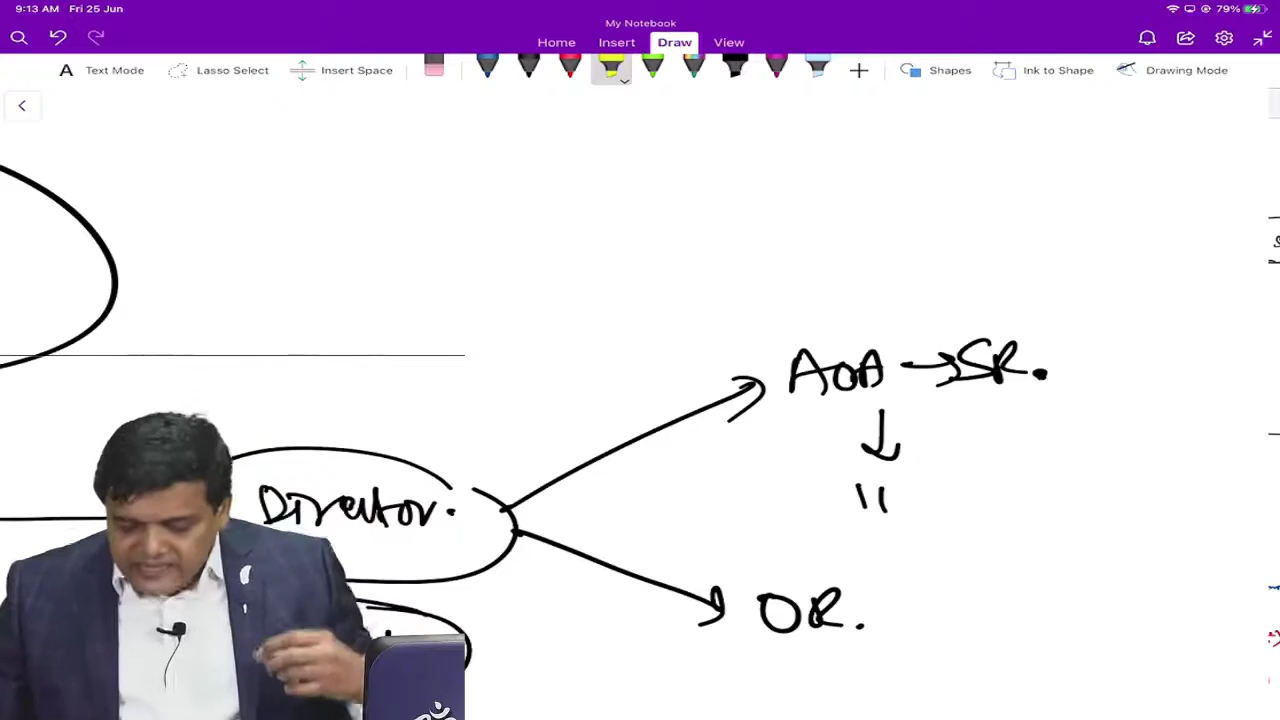 9:13 AM Fri 25 Jun
79%
My Notebook
Home Insert Draw View
Text Mode Lasso Select Insert Space Shapes Ink to Shape Drawing Mode
AOA → SR.
↓
"
Director.
OR.